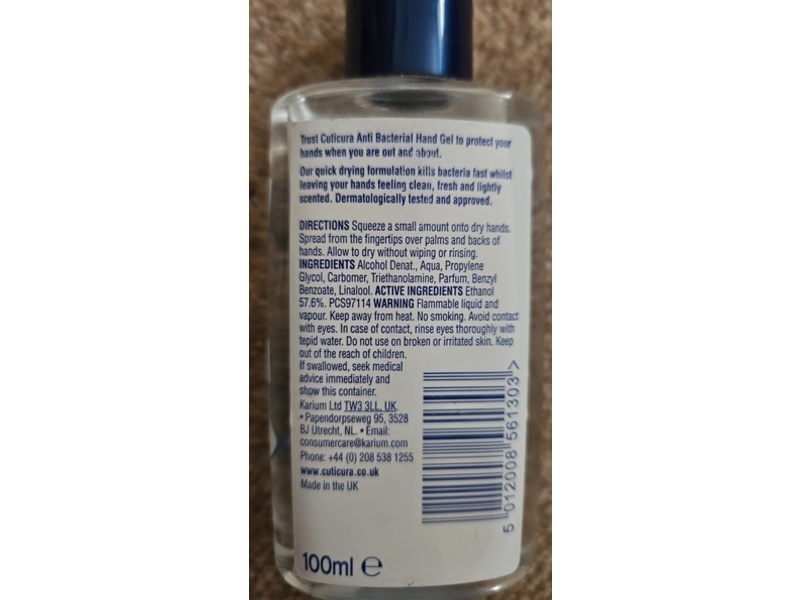 Trust Cuticura Anti Bacterial Hand Gel to protect your
hands when you are out and about.
Our quick drying formulation kills bacteria fast whilst
leaving your hands feeling clean, fresh and lightly
scented. Dermatologically tested and approved.
DIRECTIONS Squeeze a small amount onto dry hands.
Spread from the fingertips over palms and backs of
hands. Allow to dry without wiping or rinsing.
INGREDIENTS Alcohol Denat., Aqua, Propylene
Glycol, Carbomer, Triethanolamine, Parfum, Benzyl
Benzoate, Linalool. ACTIVE INGREDIENTS Ethanol
57.6%. PCS97114 WARNING Flammable liquid and
vapour. Keep away from heat. No smoking. Avoid contact
with eyes. In case of contact, rinse eyes thoroughly with
tepid water. Do not use on broken or irritated skin. Keep
out of the reach of children.
If swallowed, seek medical
advice immediately and
show this container.
Karium Ltd TW3 3LL, UK.
• Papendorpseweg 95, 3528
BJ Utrecht, NL. • Email:
consumercare@karium.com
Phone: +44 (0) 208 538 1255
www.cuticura.co.uk
Made in the UK
5 012008 561303 >
100ml ℮